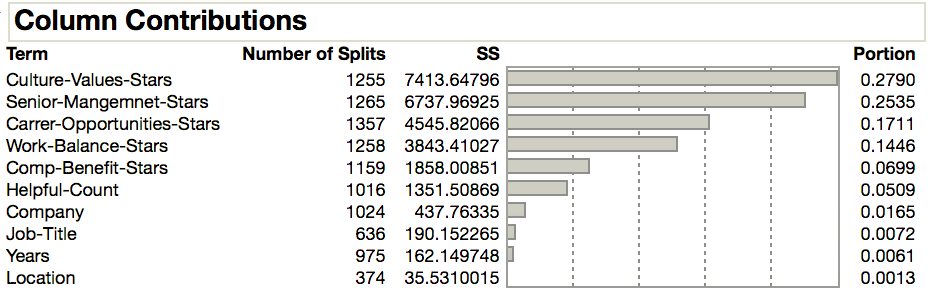 Column Contributions
Term Number of Splits SS Portion
Culture-Values-Stars 1255 7413.64796 0.2790
Senior-Mangemnet-Stars 1265 6737.96925 0.2535
Carrer-Opportunities-Stars 1357 4545.82066 0.1711
Work-Balance-Stars 1258 3843.41027 0.1446
Comp-Benefit-Stars 1159 1858.00851 0.0699
Helpful-Count 1016 1351.50869 0.0509
Company 1024 437.76335 0.0165
Job-Title 636 190.152265 0.0072
Years 975 162.149748 0.0061
Location 374 35.5310015 0.0013